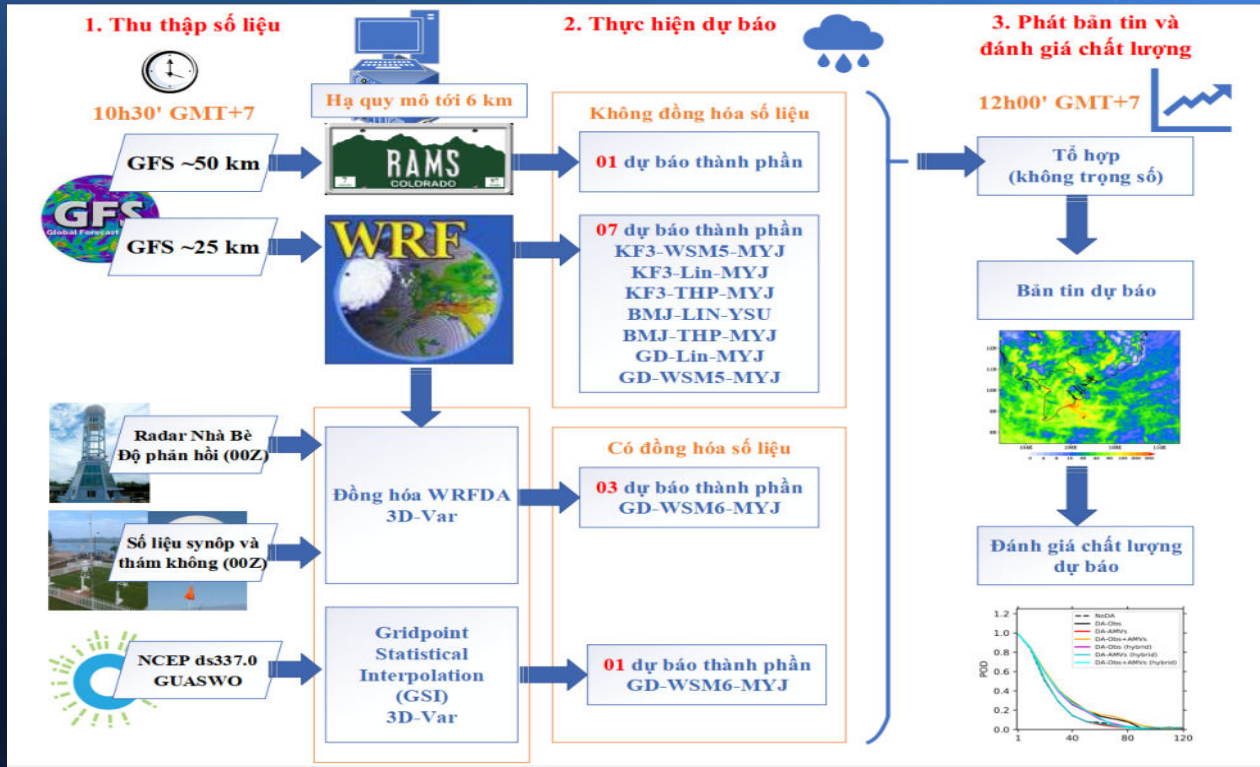 1. Thu thập số liệu
10h30' GMT+7
GFS ~50 km
GFS
Global Forecast
GFS ~25 km
Radar Nhà Bè
Độ phản hồi (00Z)
Số liệu synôp và
thám không (00Z)
NCEP ds337.0
GUASWO
Hạ quy mô tới 6 km
RAMS
COLORADO
WRF
Đồng hóa WRFDA
3D-Var
Gridpoint
Statistical
Interpolation
(GSI)
3D-Var
2. Thực hiện dự báo
Không đồng hóa số liệu
01 dự báo thành phần
07 dự báo thành phần
KF3-WSM5-MYJ
KF3-Lin-MYJ
KF3-THP-MYJ
BMJ-LIN-YSU
BMJ-THP-MYJ
GD-Lin-MYJ
GD-WSM5-MYJ
Có đồng hóa số liệu
03 dự báo thành phần
GD-WSM6-MYJ
01 dự báo thành phần
GD-WSM6-MYJ
3. Phát bản tin và
đánh giá chất lượng
12h00' GMT+7
Tổ hợp
(không trọng số)
Bản tin dự báo
Đánh giá chất lượng
dự báo
NoDA
DA-Obs
DA-AMVs
DA-Obs+AMVs
DA-Obs (hybrid)
DA-AMVs (hybrid)
DA-Obs+AMVs (hybrid)
POD
1.2
1.0
0.8
0.6
0.4
0.2
0.0
1 40 80 120